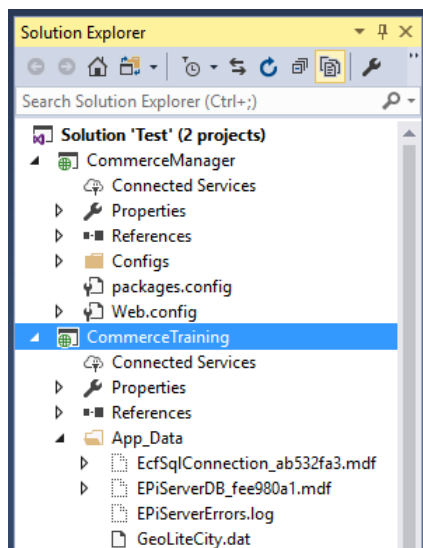 Solution Explorer
Search Solution Explorer (Ctrl+;)
Solution 'Test' (2 projects)
CommerceManager
Connected Services
Properties
References
Configs
packages.config
Web.config
CommerceTraining
Connected Services
Properties
References
App_Data
EcfSqlConnection_ab532fa3.mdf
EPiServerDB_fee980a1.mdf
EPiServerErrors.log
GeoLiteCity.dat